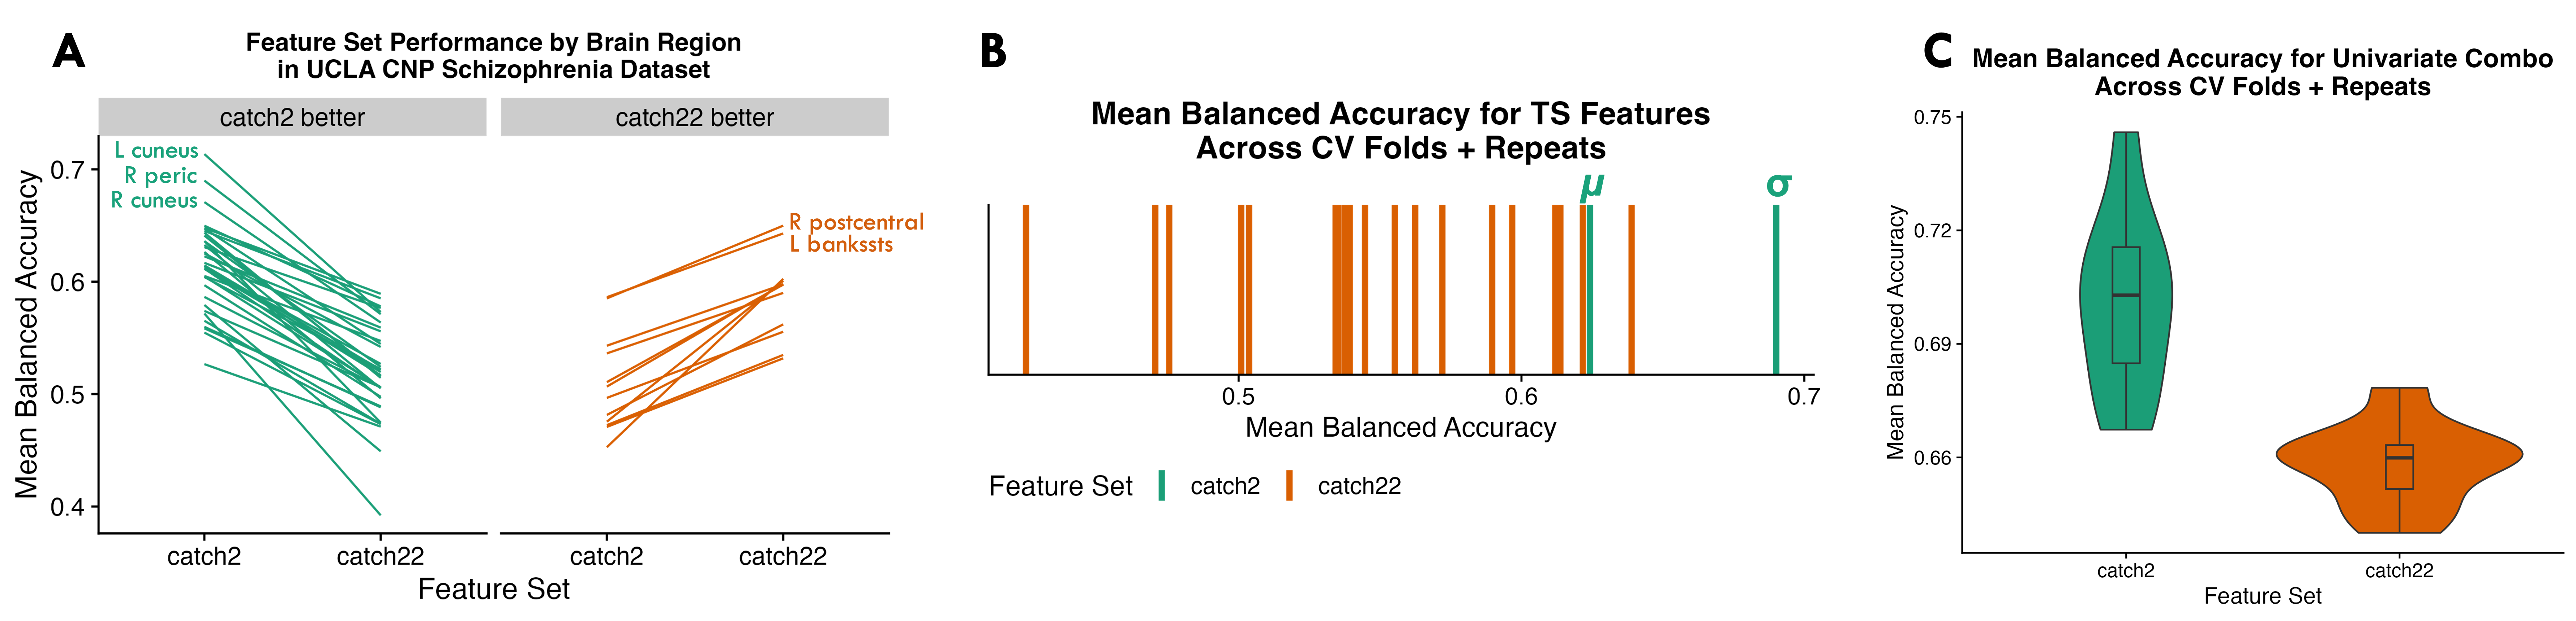 A
Feature Set Performance by Brain Region
in UCLA CNP Schizophrenia Dataset
catch2 better
catch22 better
Mean Balanced Accuracy
0.7
0.6
0.5
0.4
L cuneus
R peric
R cuneus
R postcentral
L bankssts
catch2
catch22
catch2
catch22
Feature Set
B
Mean Balanced Accuracy for TS Features
Across CV Folds + Repeats
μ
σ
0.5
0.6
0.7
Mean Balanced Accuracy
Feature Set
catch2
catch22
C
Mean Balanced Accuracy for Univariate Combo
Across CV Folds + Repeats
Mean Balanced Accuracy
0.75
0.72
0.69
0.66
catch2
catch22
Feature Set